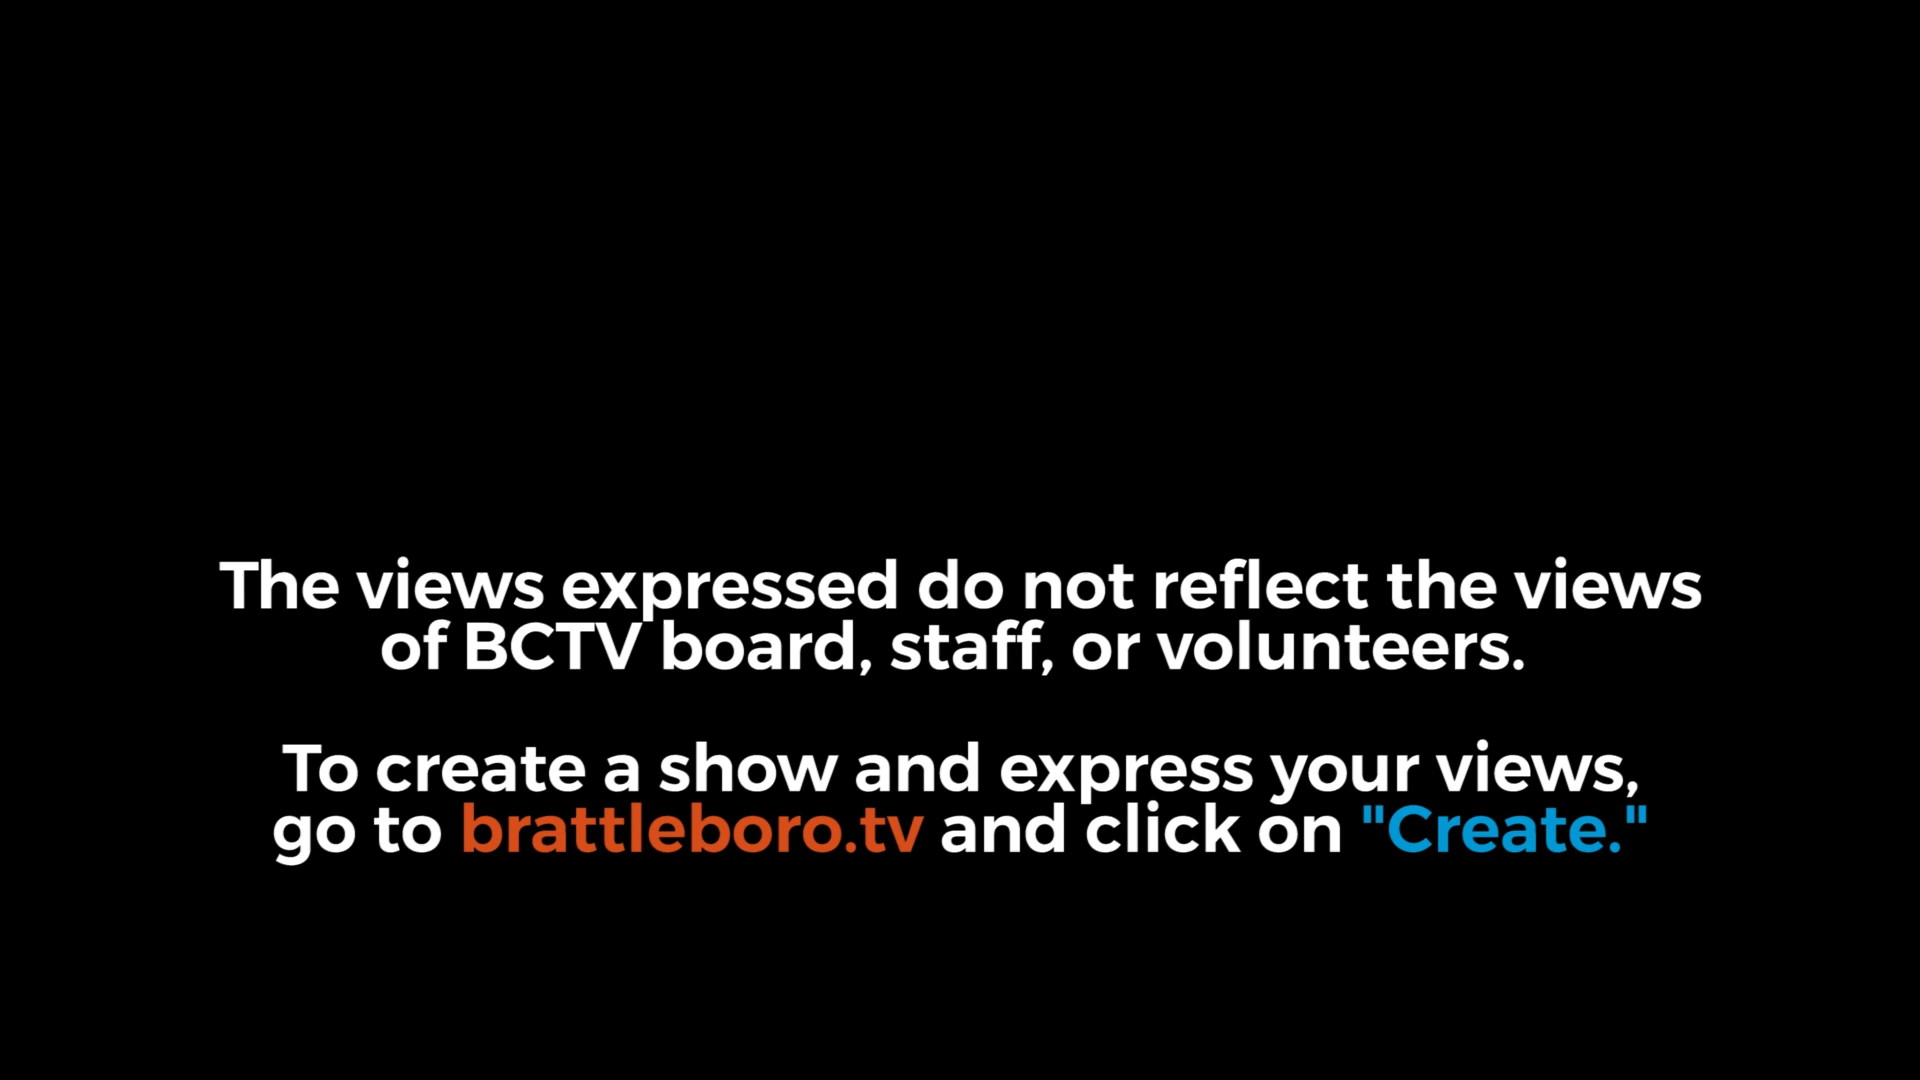 The views expressed do not reflect the views
of BCTV board, staff, or volunteers.
To create a show and express your views,
go to brattleboro.tv and click on "Create."